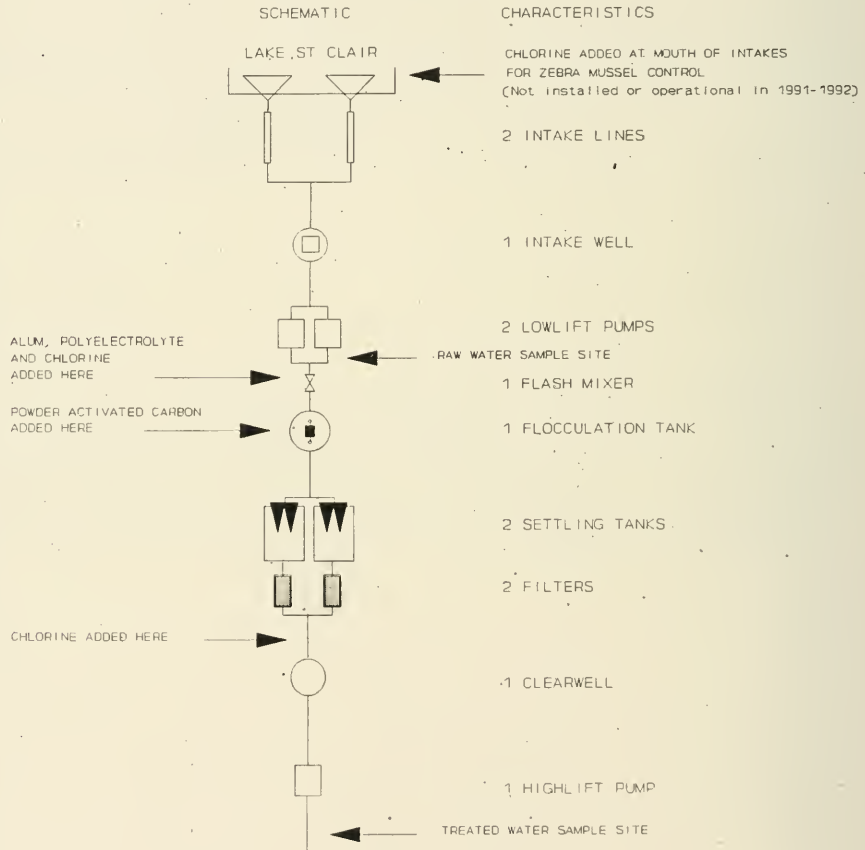 SCHEMATIC
CHARACTERISTICS
LAKE ST CLAIR
CHLORINE ADDED AT MOUTH OF INTAKES
FOR ZEBRA MUSSEL CONTROL
(Not installed or operational in 1991-1992)
2 INTAKE LINES
1 INTAKE WELL
2 LOWLIFT PUMPS
ALUM, POLYELECTROLYTE
AND CHLORINE
ADDED HERE
RAW WATER SAMPLE SITE
1 FLASH MIXER
POWDER ACTIVATED CARBON
ADDED HERE
1 FLOCCULATION TANK
2 SETTLING TANKS
2 FILTERS
CHLORINE ADDED HERE
1 CLEARWELL
1 HIGHLIFT PUMP
TREATED WATER SAMPLE SITE